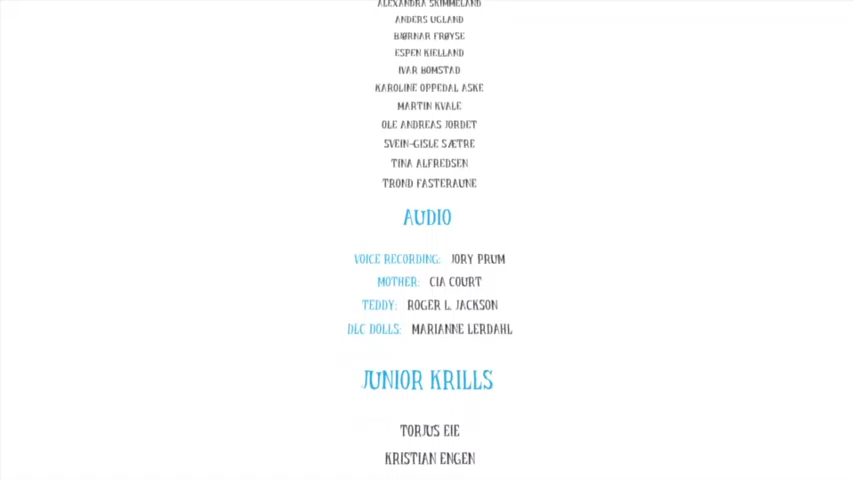 ALEXANDRA SKIMMELAND
ANDERS UGLAND
BJØRNAR FRØYSE
ESPEN KIELLAND
IVAR BOMSTAD
KAROLINE OPPEDAL ASKE
MARTIN KVALE
OLE ANDREAS JORDET
SVEIN-GISLE SÆTRE
TINA ALFREDSEN
TROND FASTERAUNE
AUDIO
VOICE RECORDING: JORY PRUM
MOTHER: CIA COURT
TEDDY: ROGER L. JACKSON
DLC DOLLS: MARIANNE LERDAHL
JUNIOR KRILLS
TORJUS EIE
KRISTIAN ENGEN